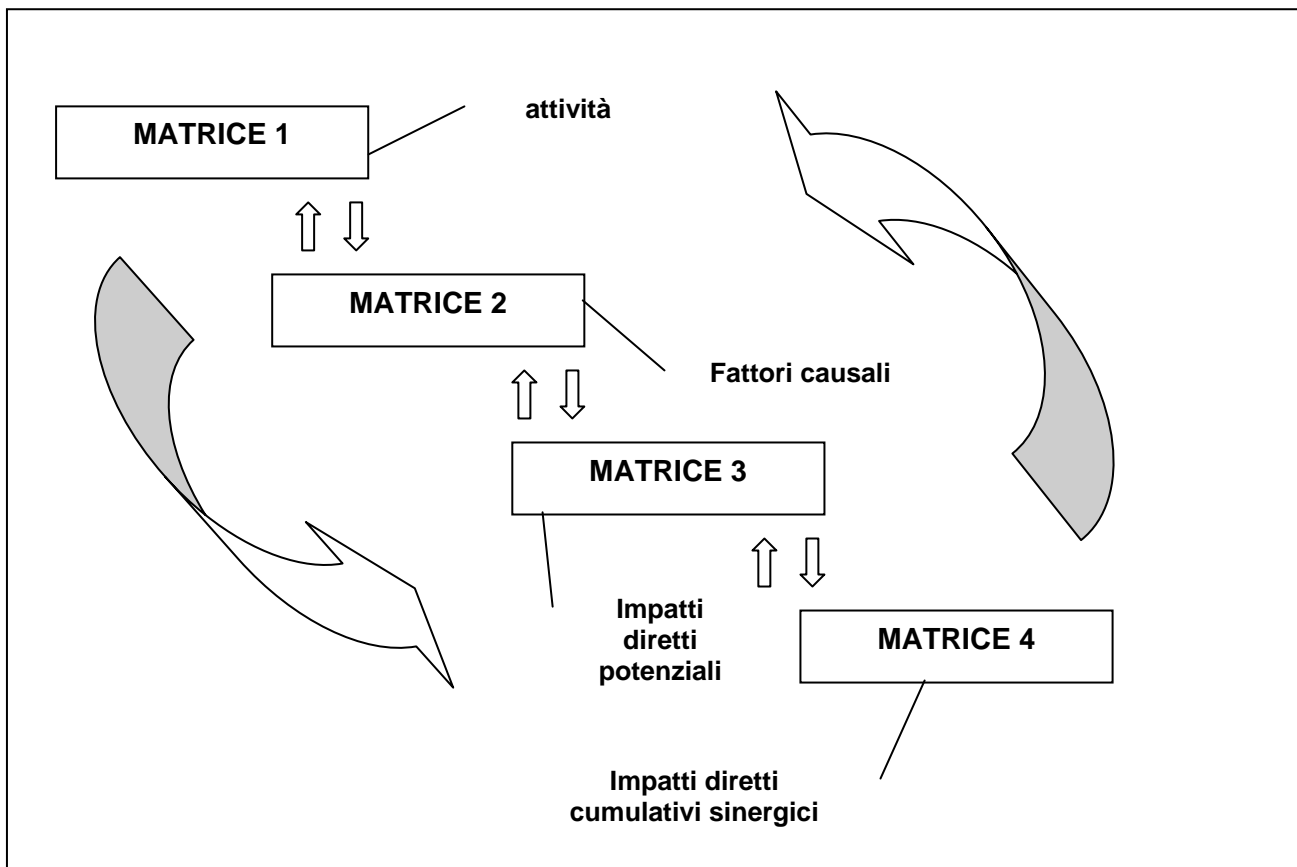 attività
MATRICE 1
MATRICE 2
Fattori causali
MATRICE 3
Impatti
diretti
potenziali
MATRICE 4
Impatti diretti
cumulativi sinergici